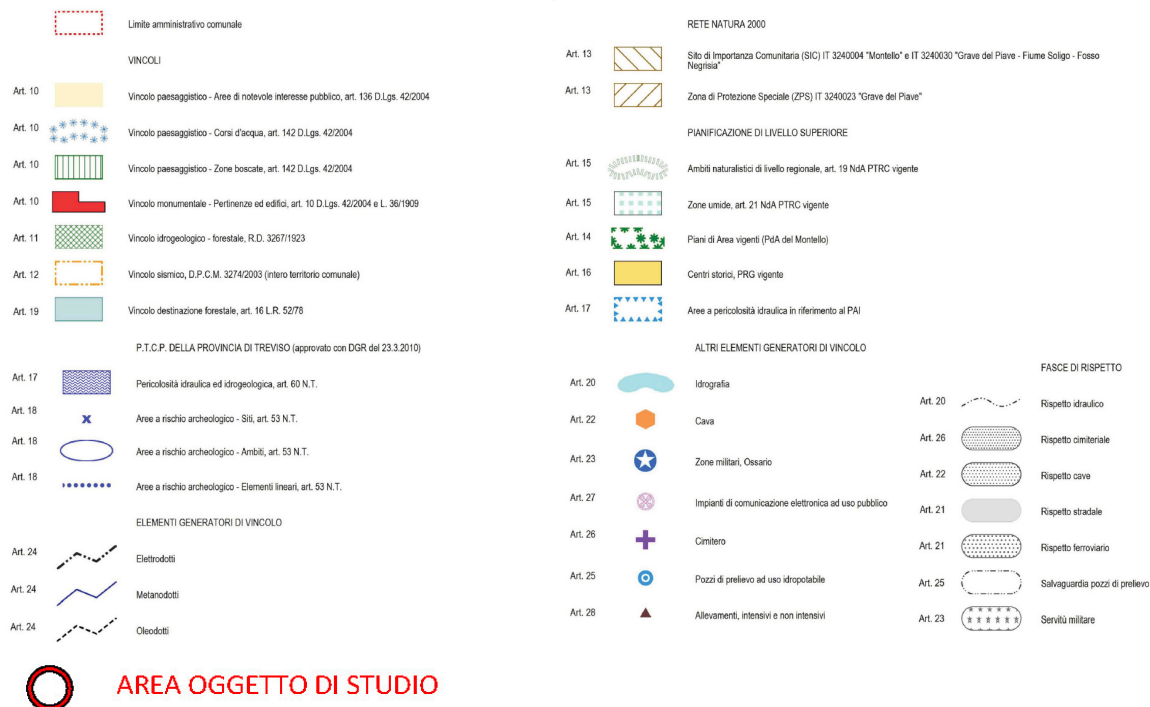 Limite amministrativo comunale
VINCOLI
Art. 10 Vincolo paesaggistico - Aree di notevole interesse pubblico, art. 136 D.Lgs. 42/2004
Art. 10 Vincolo paesaggistico - Corsi d'acqua, art. 142 D.Lgs. 42/2004
Art. 10 Vincolo paesaggistico - Zone boscate, art. 142 D.Lgs. 42/2004
Art. 10 Vincolo monumentale - Pertinenze ed edifici, art. 10 D.Lgs. 42/2004 e L. 36/1909
Art. 11 Vincolo idrogeologico - forestale, R.D. 3267/1923
Art. 12 Vincolo sismico, D.P.C.M. 3274/2003 (intero territorio comunale)
Art. 19 Vincolo destinazione forestale, art. 16 L.R. 52/78
P.T.C.P. DELLA PROVINCIA DI TREVISO (approvato con DGR del 23.3.2010)
Art. 17 Pericolosità idraulica ed idrogeologica, art. 60 N.T.
Art. 18 Aree a rischio archeologico - Siti, art. 53 N.T.
Art. 18 Aree a rischio archeologico - Ambiti, art. 53 N.T.
Art. 18 Aree a rischio archeologico - Elementi lineari, art. 53 N.T.
ELEMENTI GENERATORI DI VINCOLO
Art. 24 Elettrodotti
Art. 24 Metanodotti
Art. 24 Oleodotti
AREA OGGETTO DI STUDIO
RETE NATURA 2000
Art. 13 Sito di Importanza Comunitaria (SIC) IT 3240004 "Montello" e IT 3240030 "Grave del Piave - Fiume Soligo - Fosso
Negrisia"
Art. 13 Zona di Protezione Speciale (ZPS) IT 3240023 "Grave del Piave"
PIANIFICAZIONE DI LIVELLO SUPERIORE
Art. 15 Ambiti naturalistici di livello regionale, art. 19 NdA PTRC vigente
Art. 15 Zone umide, art. 21 NdA PTRC vigente
Art. 14 Piani di Area vigenti (PdA del Montello)
Art. 16 Centri storici, PRG vigente
Art. 17 Aree a pericolosità idraulica in riferimento al PAI
ALTRI ELEMENTI GENERATORI DI VINCOLO
Art. 20 Idrografia
Art. 22 Cava
Art. 23 Zone militari, Ossario
Art. 27 Impianti di comunicazione elettronica ad uso pubblico
Art. 26 Cimitero
Art. 25 Pozzi di prelievo ad uso idropotabile
Art. 28 Allevamenti, intensivi e non intensivi
FASCE DI RISPETTO
Art. 20 Rispetto idraulico
Art. 26 Rispetto cimiteriale
Art. 22 Rispetto cave
Art. 21 Rispetto stradale
Art. 21 Rispetto ferroviario
Art. 25 Salvaguardia pozzi di prelievo
Art. 23 Servitù militare